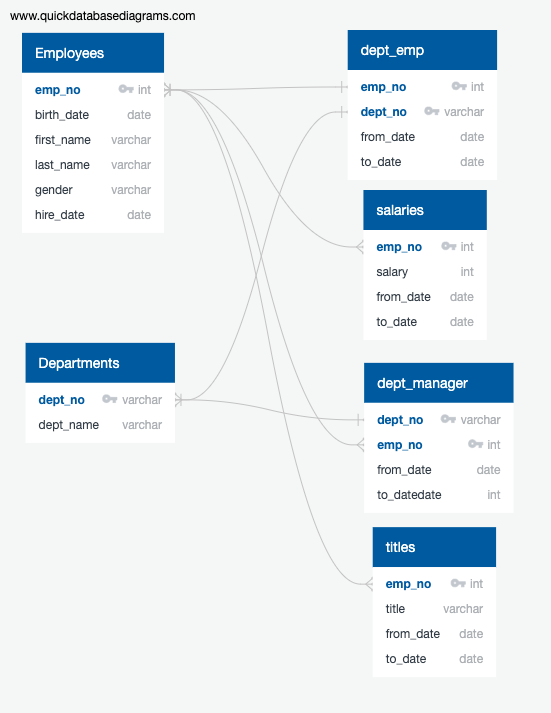 www.quickdatabasediagrams.com
Employees
emp_no int
birth_date date
first_name varchar
last_name varchar
gender varchar
hire_date date
Departments
dept_no varchar
dept_name varchar
dept_emp
emp_no int
dept_no varchar
from_date date
to_date date
salaries
emp_no int
salary int
from_date date
to_date date
dept_manager
dept_no varchar
emp_no int
from_date date
to_datedate int
titles
emp_no int
title varchar
from_date date
to_date date